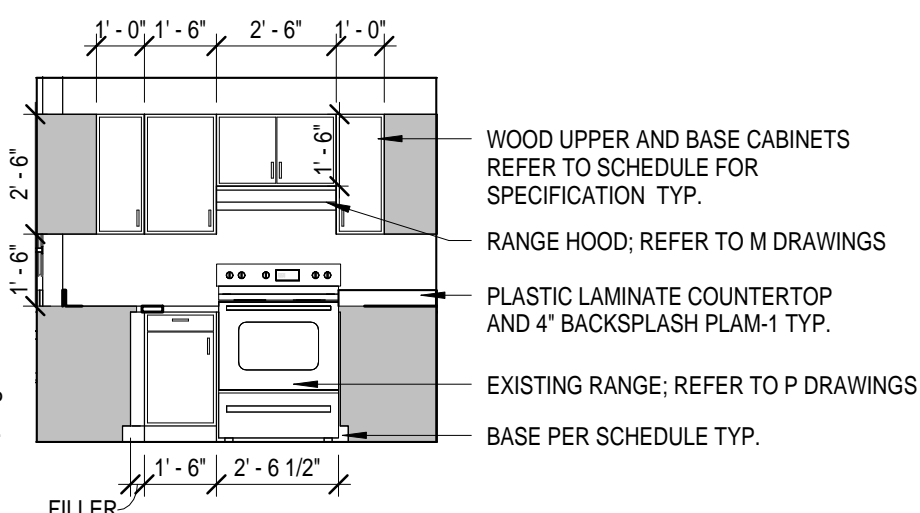 1' - 0" 1' - 6" 2' - 6" 1' - 0"
2' - 6"
1' - 6"
1' - 6"
WOOD UPPER AND BASE CABINETS
REFER TO SCHEDULE FOR
SPECIFICATION TYP.
RANGE HOOD; REFER TO M DRAWINGS
PLASTIC LAMINATE COUNTERTOP
AND 4" BACKSPLASH PLAM-1 TYP.
EXISTING RANGE; REFER TO P DRAWINGS
BASE PER SCHEDULE TYP.
1' - 6" 2' - 6 1/2"
FILLER